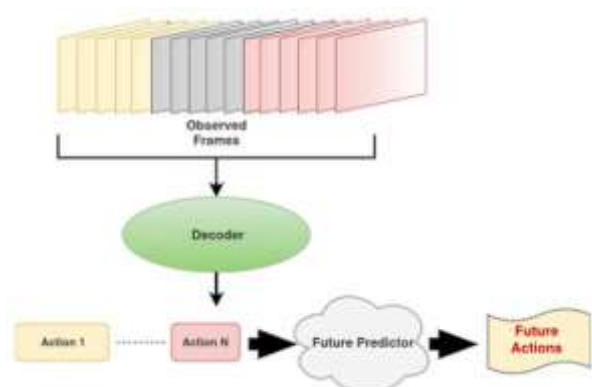 Observed
Frames
Decoder
Action 1
Action N
Future Predictor
Future
Actions